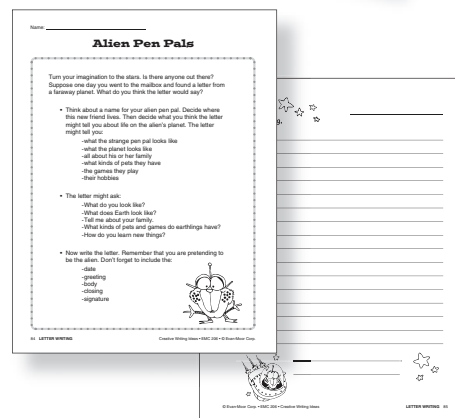 Name:
Alien Pen Pals
Turn your imagination to the stars. Is there anyone out there?
Suppose one day you went to the mailbox and found a letter from
a faraway planet. What do you think the letter would say?
• Think about a name for your alien pen pal. Decide where
this new friend lives. Then decide what you think the letter
might tell you about life on the alien's planet. The letter
might tell you:
-what the strange pen pal looks like
-what the planet looks like
-all about his or her family
-what kinds of pets they have
-the games they play
-their hobbies
• The letter might ask:
-What do you look like?
-What does Earth look like?
-Tell me about your family.
-What kinds of pets and games do earthlings have?
-How do you learn new things?
• Now write the letter. Remember that you are pretending to
be the alien. Don't forget to include the:
-date
-greeting
-body
-closing
-signature
LETTER WRITING
Creative Writing Ideas • EMC 206 • © Evan-Moor Corp.
© Evan-Moor Corp. • EMC 206 • Creative Writing Ideas
LETTER WRITING